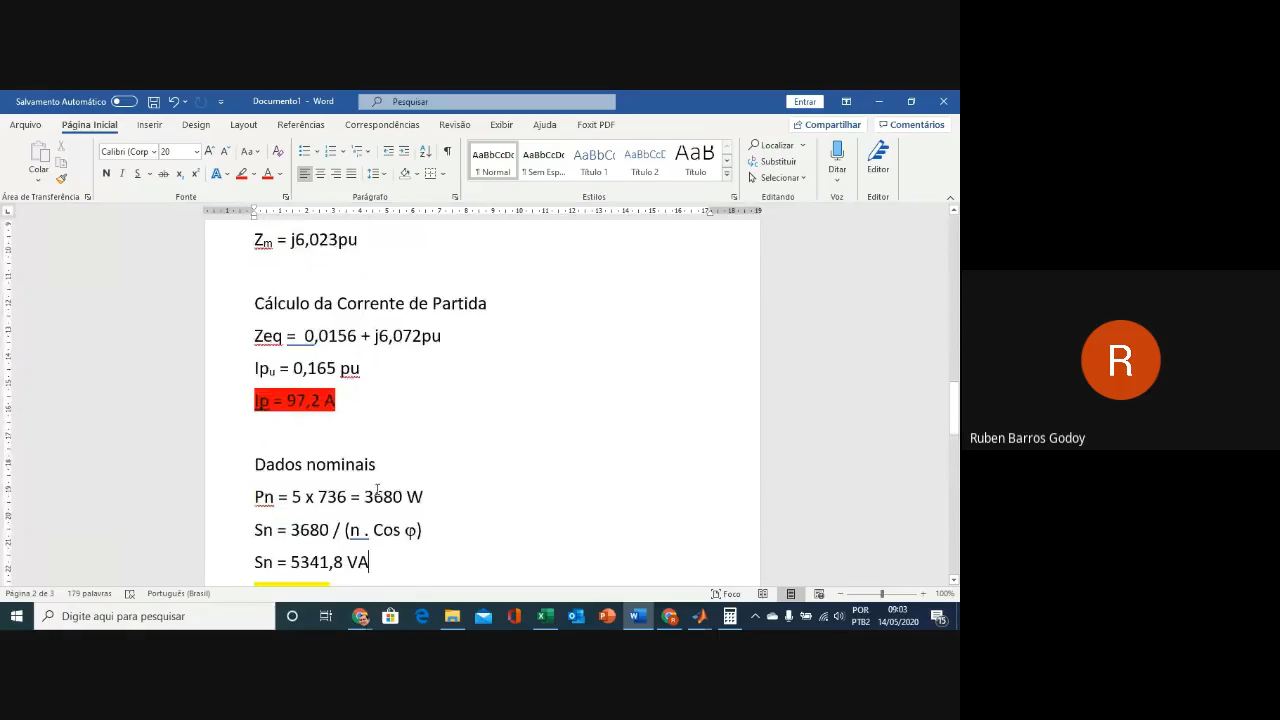 Salvamento Automático
Documento1 - Word
Pesquisar
Entrar
Arquivo Página Inicial Inserir Design Layout Referências Correspondências Revisão Exibir Ajuda Foxit PDF
Compartilhar Comentários
Colar
Calibri (Corp 20
N I S ab x₂ x²
AaBbCcDc AaBbCcDc AaBbCc AaBbCcD AaB
¶ Normal ¶ Sem Esp... Título 1 Título 2 Título
Localizar
Substituir
Selecionar
Ditar
Editor
Área de Transferência Fonte Parágrafo Estilos Editando Voz Editor
Zm = j6,023pu
Cálculo da Corrente de Partida
Zeq = 0,0156 + j6,072pu
Ipu = 0,165 pu
Ip = 97,2 A
Dados nominais
Pn = 5 x 736 = 3680 W
Sn = 3680 / (n . Cos φ)
Sn = 5341,8 VA
Página 2 de 3 179 palavras Português (Brasil)
Foco
100%
Digite aqui para pesquisar
POR
PTB2
09:03
14/05/2020
15
R
Ruben Barros Godoy